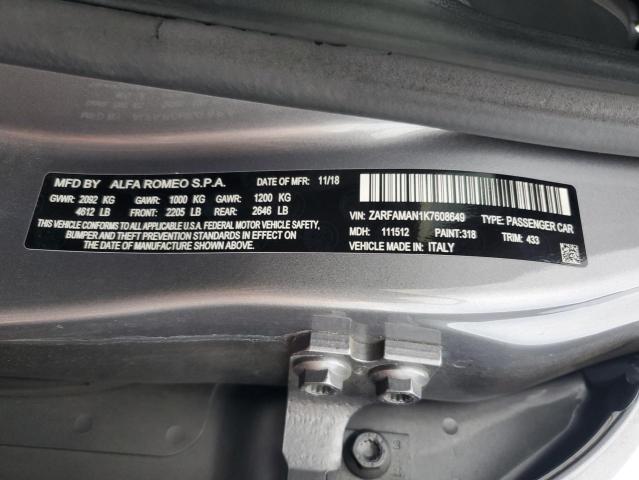 MFD BY ALFA ROMEO S.P.A. DATE OF MFR 11/18
GVWR: 2092 KG GAWR: 1000 KG GAWR: 1200 KG
4612 LB FRONT: 2205 LB REAR: 2646 LB
THIS VEHICLE CONFORMS TO ALL APPLICABLE U.S.A. FEDERAL MOTOR VEHICLE SAFETY,
BUMPER AND THEFT PREVENTION STANDARDS IN EFFECT ON
THE DATE OF MANUFACTURE SHOWN ABOVE
VIN: ZARFAMAN1K7608649 TYPE: PASSENGER CAR
MDH: 111512 PAINT:318 TRIM: 433
VEHICLE MADE IN: ITALY